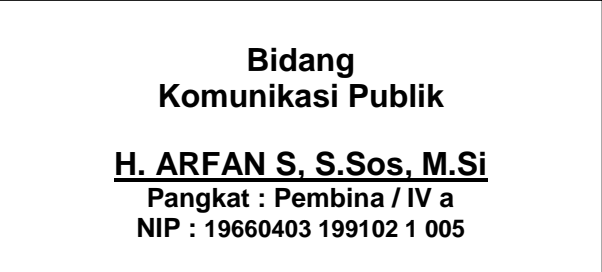 Bidang
Komunikasi Publik
H. ARFAN S, S.Sos, M.Si
Pangkat : Pembina / IV a
NIP : 19660403 199102 1 005